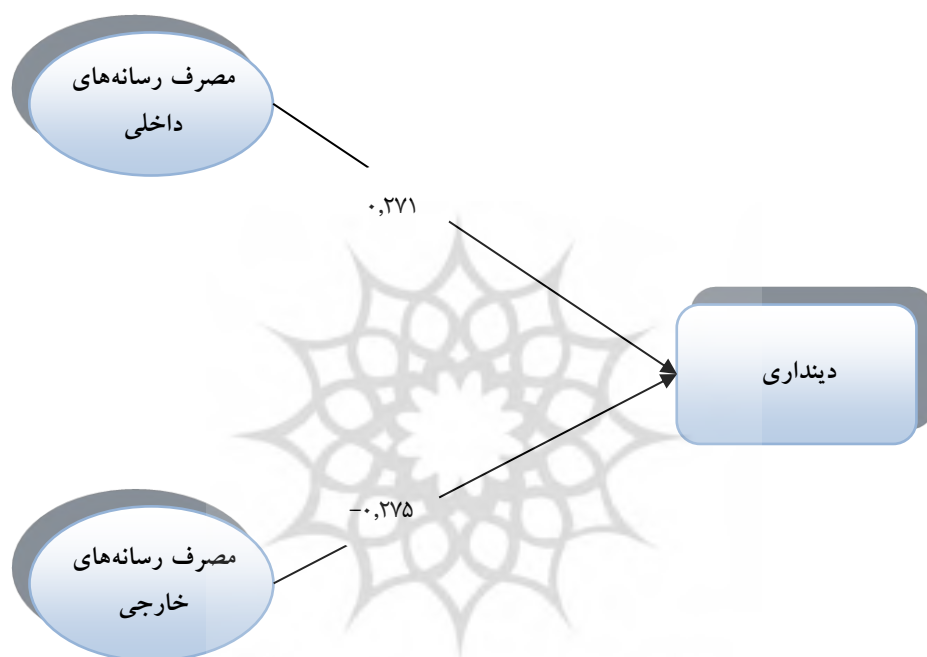 مصرف رسانه‌های
داخلی
۰,۲۷۱
دینداری
-۰,۲۷۵
مصرف رسانه‌های
خارجی